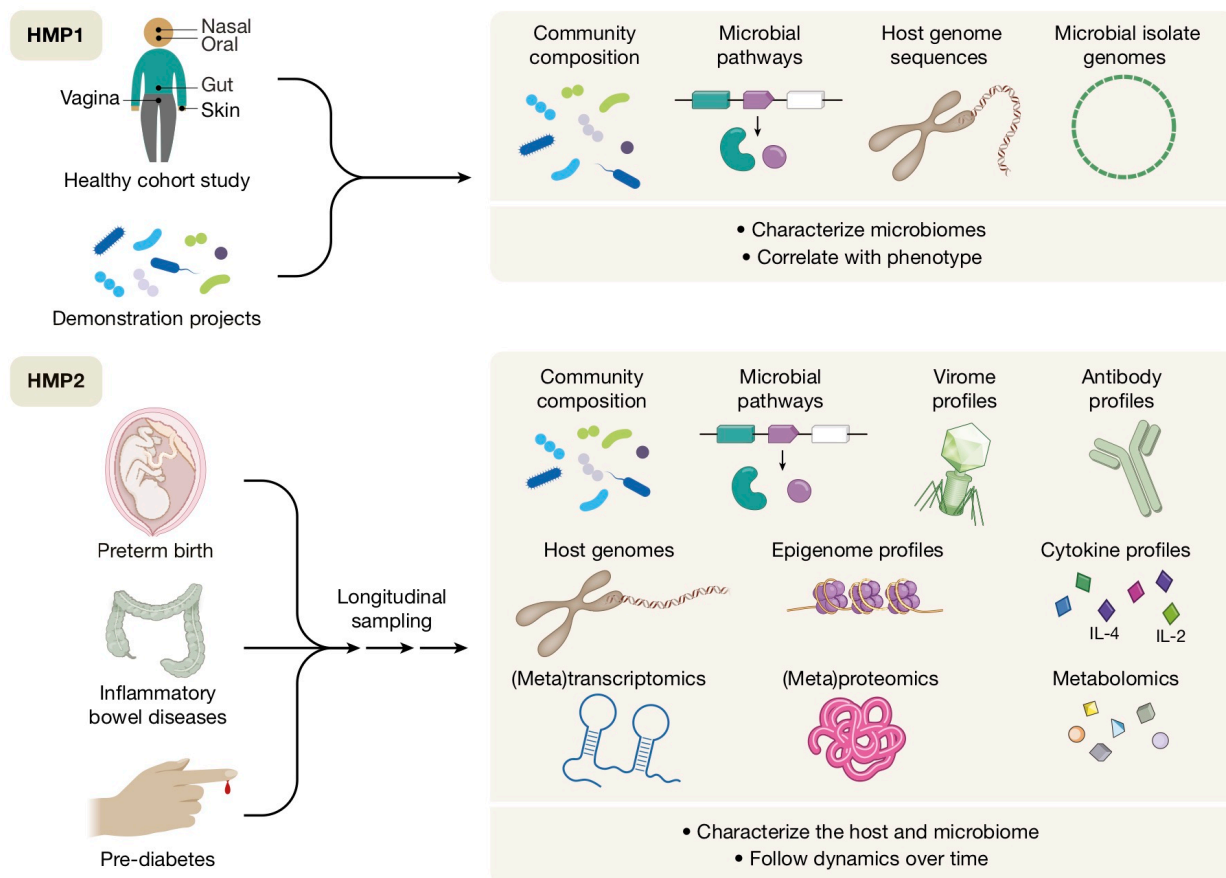 HMP1
Nasal
Oral
Gut
Vagina
Skin
Healthy cohort study
Demonstration projects
Community
composition
Microbial
pathways
Host genome
sequences
Microbial isolate
genomes
• Characterize microbiomes
• Correlate with phenotype
HMP2
Preterm birth
Inflammatory
bowel diseases
Pre-diabetes
Longitudinal
sampling
Community
composition
Microbial
pathways
Virome
profiles
Antibody
profiles
Host genomes
Epigenome profiles
Cytokine profiles
IL-4
IL-2
(Meta)transcriptomics
(Meta)proteomics
Metabolomics
• Characterize the host and microbiome
• Follow dynamics over time